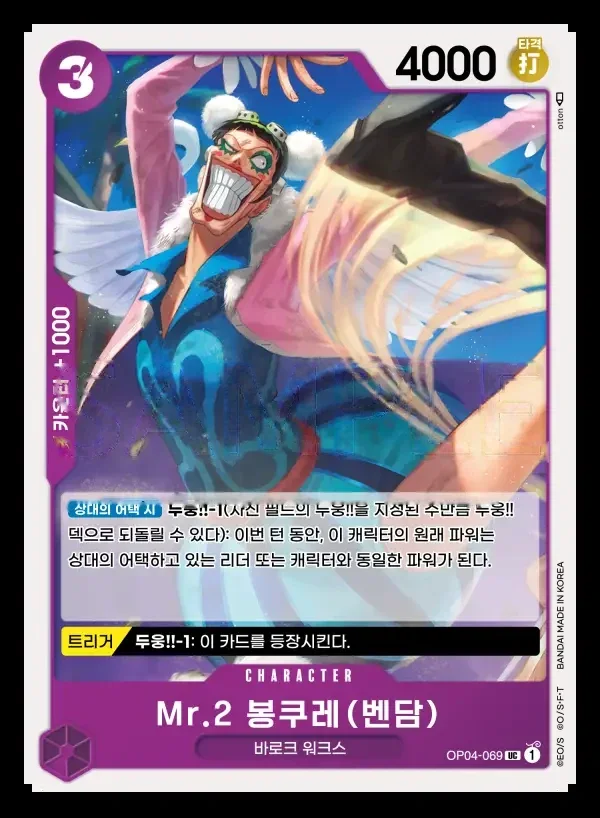 3
4000
타격
打
otton
카운터 +1000
SAMPLE
상대의 어택 시 두웅!!-1(자신 필드의 두웅!!을 지정된 수만큼 두웅!!
덱으로 되돌릴 수 있다): 이번 턴 동안, 이 캐릭터의 원래 파워는
상대의 어택하고 있는 리더 또는 캐릭터와 동일한 파워가 된다.
트리거 두웅!!-1: 이 카드를 등장시킨다.
CHARACTER
Mr.2 봉쿠레(벤담)
바로크 워크스
OP04-069 UC 1
©EO/S ©O/S·F·T BANDAI MADE IN KOREA